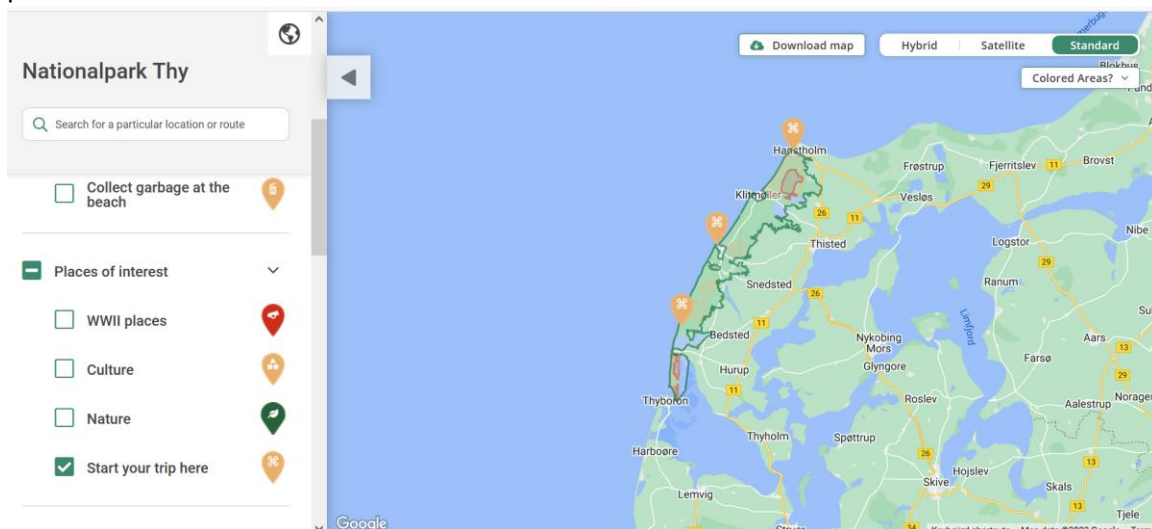 Nationalpark Thy
Search for a particular location or route
Collect garbage at the
beach
Places of interest
WWII places
Culture
Nature
Start your trip here
Download map
Hybrid
Satellite
Standard
Colored Areas?
Blokhus
Hanstholm
Frøstrup
Fjerritslev
11
Brovst
29
Klitmøller
Vesløs
26
11
Nibe
Thisted
Logstor
29
Snedsted
26
Ranum
Limfjord
11
Bedsted
Nykobing
Mors
Aars
13
Glyngore
Farsø
Hurup
29
11
Thyborøn
Roslev
Aalestrup
Thyholm
Spøttrup
Harboøre
26
13
Hojslev
Skive
Skals
Lemvig
13
Tjele
34
Google